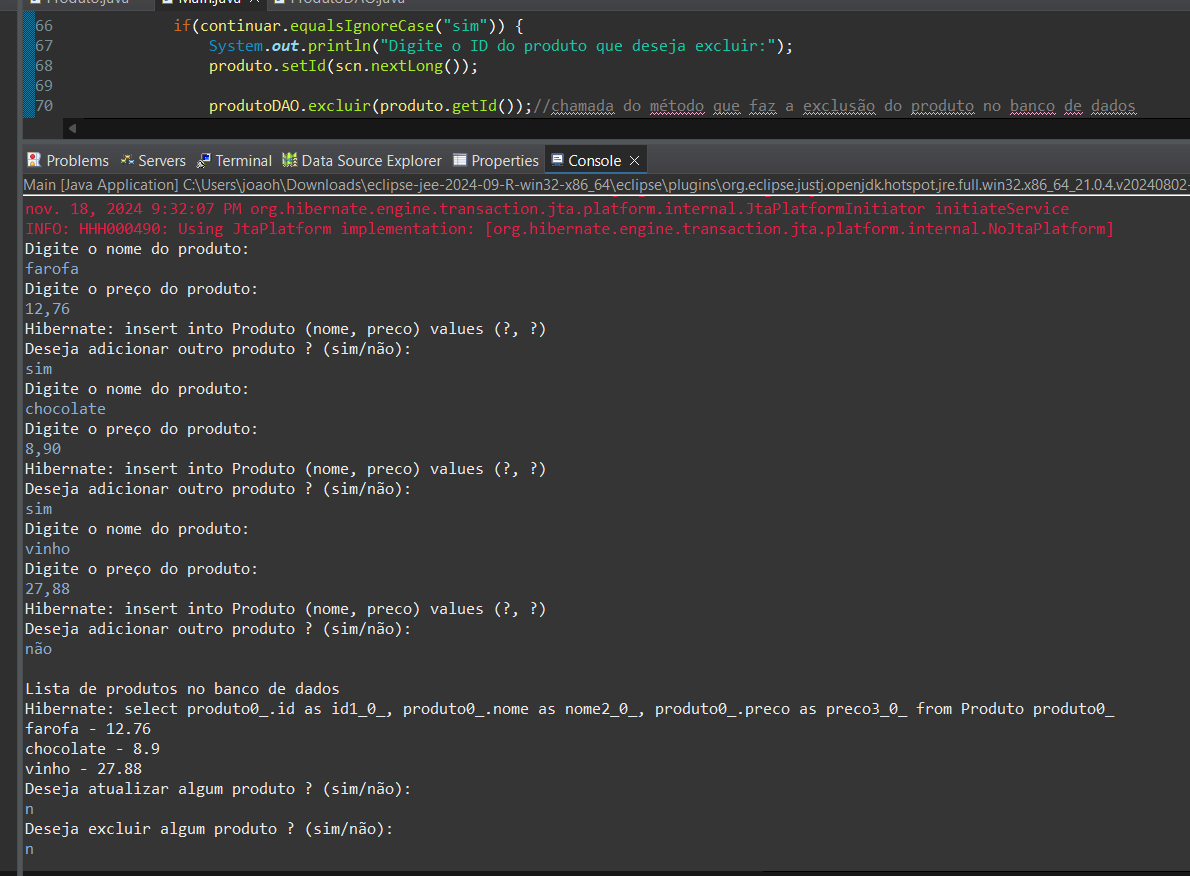 Produto.java Main.java ProdutoDAO.java
66 if(continuar.equalsIgnoreCase("sim")) {
67 System.out.println("Digite o ID do produto que deseja excluir:");
68 produto.setId(scn.nextLong());
69
70 produtoDAO.excluir(produto.getId());//chamada do método que faz a exclusão do produto no banco de dados
Problems Servers Terminal Data Source Explorer Properties Console
Main [Java Application] C:\Users\joaoh\Downloads\eclipse-jee-2024-09-R-win32-x86_64\eclipse\plugins\org.eclipse.justj.openjdk.hotspot.jre.full.win32.x86_64_21.0.4.v20240802-
nov. 18, 2024 9:32:07 PM org.hibernate.engine.transaction.jta.platform.internal.JtaPlatformInitiator initiateService
INFO: HHH000490: Using JtaPlatform implementation: [org.hibernate.engine.transaction.jta.platform.internal.NoJtaPlatform]
Digite o nome do produto:
farofa
Digite o preço do produto:
12,76
Hibernate: insert into Produto (nome, preco) values (?, ?)
Deseja adicionar outro produto ? (sim/não):
sim
Digite o nome do produto:
chocolate
Digite o preço do produto:
8,90
Hibernate: insert into Produto (nome, preco) values (?, ?)
Deseja adicionar outro produto ? (sim/não):
sim
Digite o nome do produto:
vinho
Digite o preço do produto:
27,88
Hibernate: insert into Produto (nome, preco) values (?, ?)
Deseja adicionar outro produto ? (sim/não):
não
Lista de produtos no banco de dados
Hibernate: select produto0_.id as id1_0_, produto0_.nome as nome2_0_, produto0_.preco as preco3_0_ from Produto produto0_
farofa - 12.76
chocolate - 8.9
vinho - 27.88
Deseja atualizar algum produto ? (sim/não):
n
Deseja excluir algum produto ? (sim/não):
n